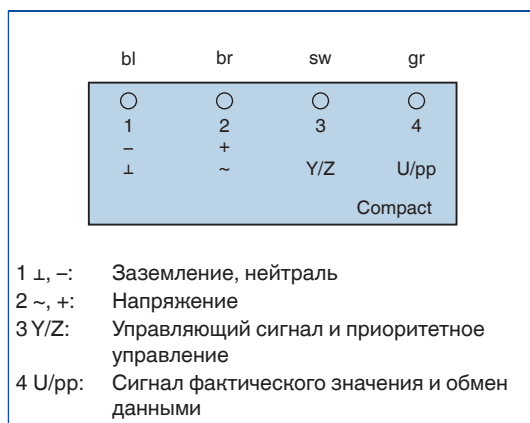 bl br sw gr
1 2 3 4
– +
⊥ ~ Y/Z U/pp
Compact
1 ⊥, –: Заземление, нейтраль
2 ~, +: Напряжение
3 Y/Z: Управляющий сигнал и приоритетное
управление
4 U/pp: Сигнал фактического значения и обмен
данными